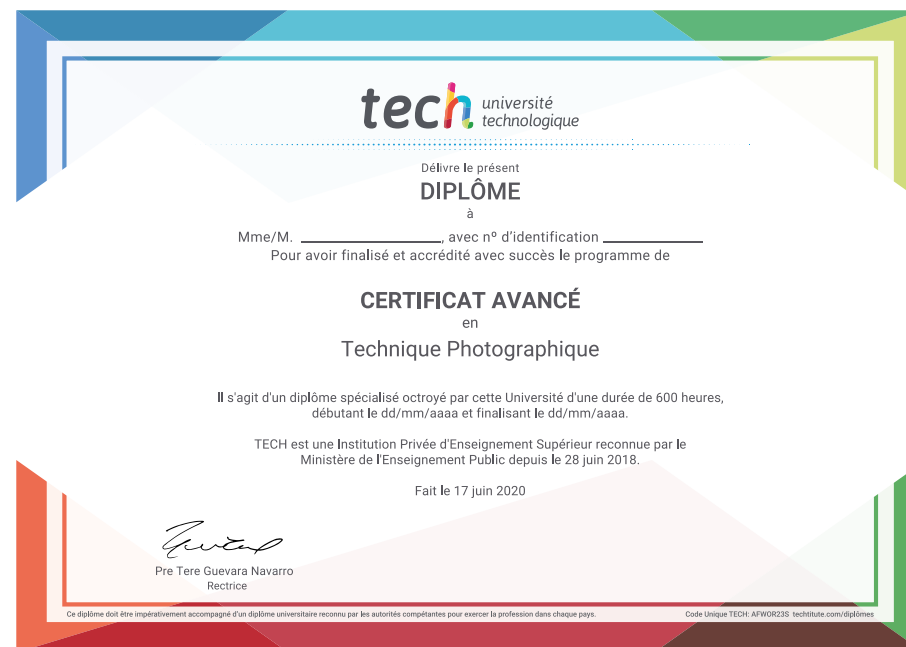 tech université
technologique
Délivre le présent
DIPLÔME
à
Mme/M. ____________________, avec nº d'identification ______________
Pour avoir finalisé et accrédité avec succès le programme de
CERTIFICAT AVANCÉ
en
Technique Photographique
Il s'agit d'un diplôme spécialisé octroyé par cette Université d'une durée de 600 heures,
débutant le dd/mm/aaaa et finalisant le dd/mm/aaaa.
TECH est une Institution Privée d'Enseignement Supérieur reconnue par le
Ministère de l'Enseignement Public depuis le 28 juin 2018.
Fait le 17 juin 2020
Pre Tere Guevara Navarro
Rectrice
Ce diplôme doit être impérativement accompagné d'un diplôme universitaire reconnu par les autorités compétantes pour exercer la profession dans chaque pays.
Code Unique TECH: AFWOR23S techtitute.com/diplômes